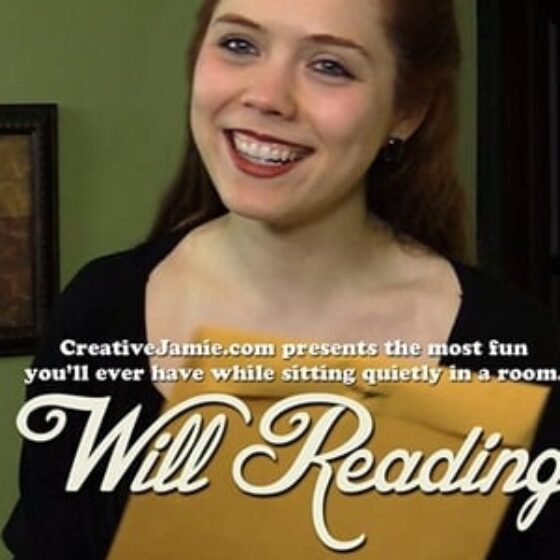 CreativeJamie.com presents the most fun
you'll ever have while sitting quietly in a room.
Will Reading